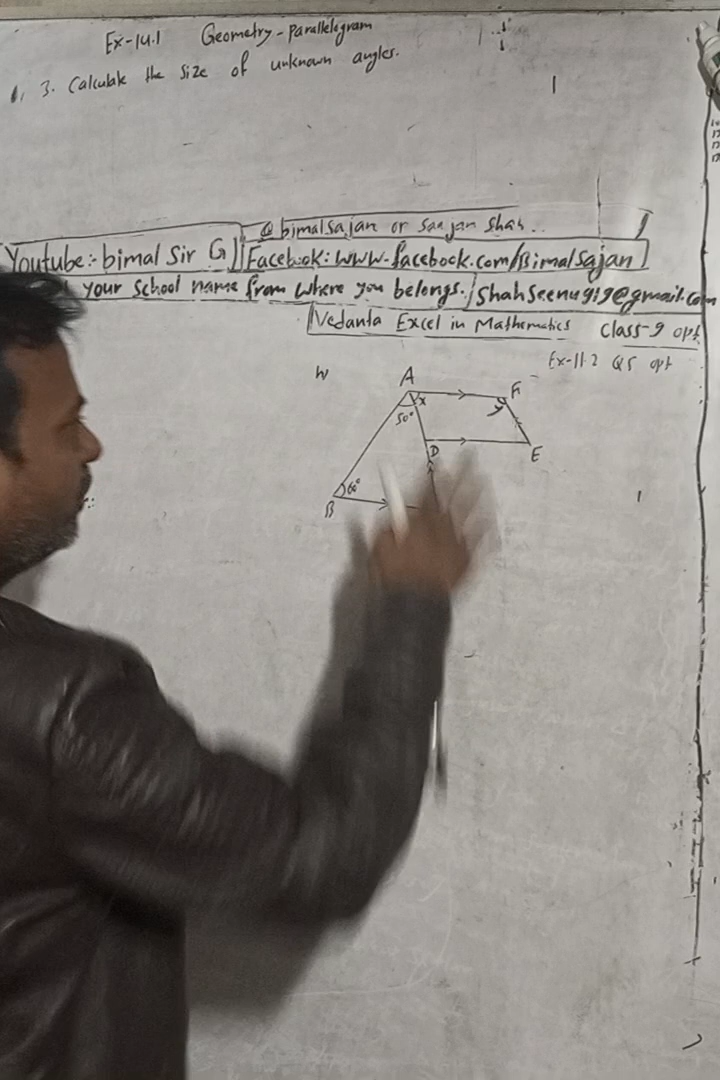 Ex-14.1 Geometry-Parallelogram
1. 3. Calculate the size of unknown angles.
@bimalsajan or Sanjan Shah..
Youtube:- bimal Sir G
Facebook: www.facebook.com/Bimalsajan
your School name from where you belongs. / Shahseenu919@gmail.com
Vedanta Excel in Mathematics Class-9 opt
Ex-11.2 Q5 opt
A
x
50°
D
E
60°
B